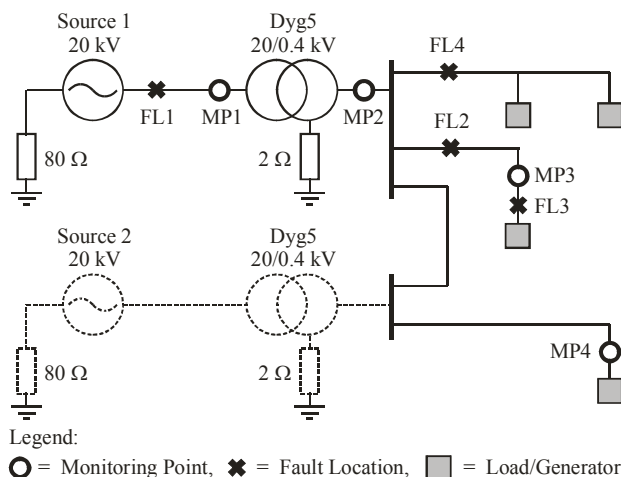 Source 1
20 kV
Dyg5
20/0.4 kV
FL4
FL1
MP1
MP2
FL2
80 Ω
2 Ω
MP3
FL3
Source 2
20 kV
Dyg5
20/0.4 kV
MP4
80 Ω
2 Ω
Legend:
= Monitoring Point, = Fault Location, = Load/Generator